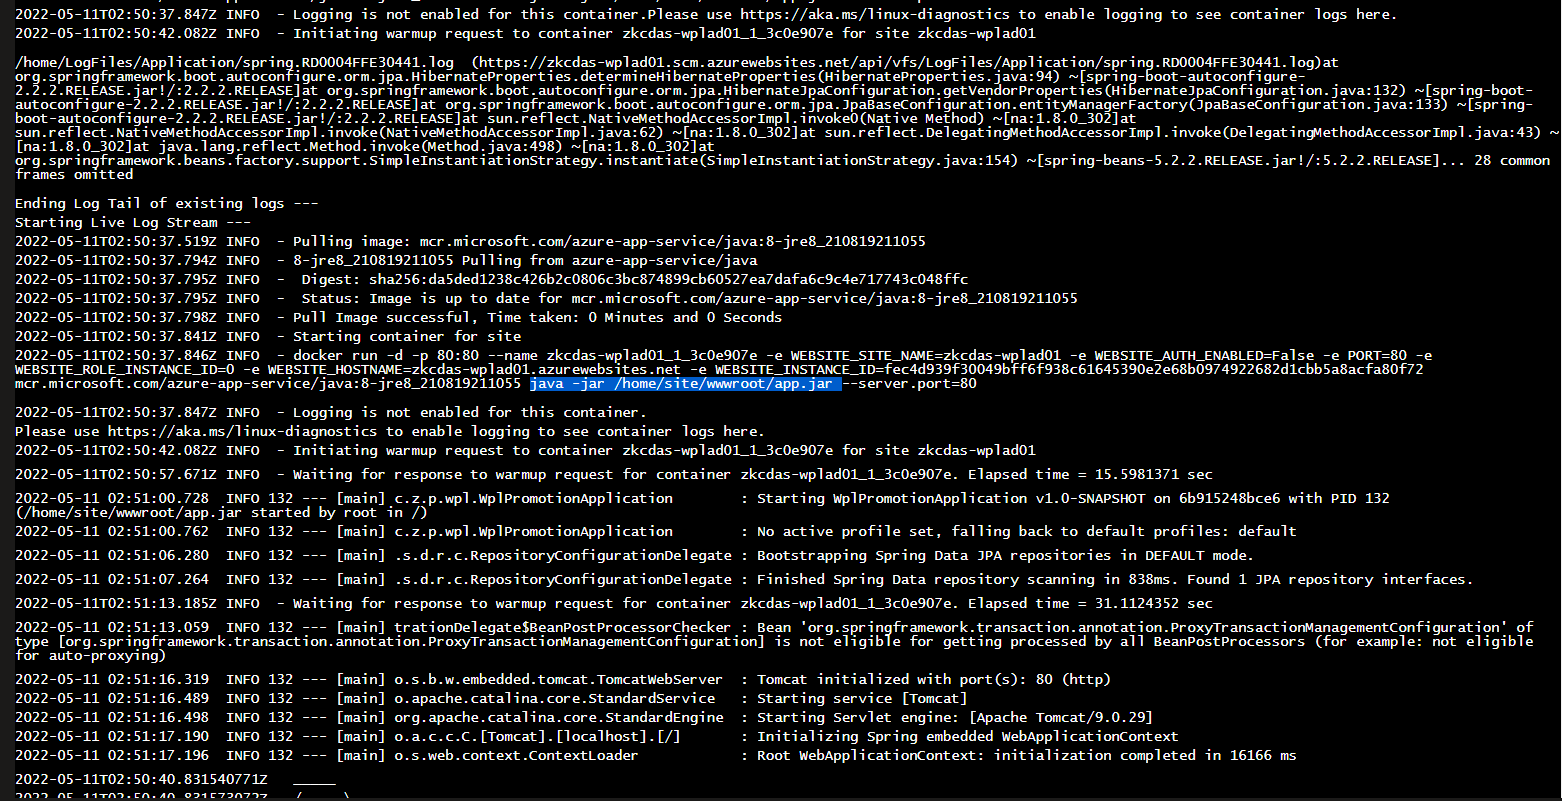 2022-05-11T02:50:37.847Z INFO  - Logging is not enabled for this container.Please use https://aka.ms/linux-diagnostics to enable logging to see container logs here.
2022-05-11T02:50:42.082Z INFO  - Initiating warmup request to container zkcdas-wplad01_1_3c0e907e for site zkcdas-wplad01
/home/LogFiles/Application/spring.RD0004FFE30441.log  (https://zkcdas-wplad01.scm.azurewebsites.net/api/vfs/LogFiles/Application/spring.RD0004FFE30441.log)at
org.springframework.boot.autoconfigure.orm.jpa.HibernateProperties.determineHibernateProperties(HibernateProperties.java:94) ~[spring-boot-autoconfigure-
2.2.2.RELEASE.jar!/:2.2.2.RELEASE]at org.springframework.boot.autoconfigure.orm.jpa.HibernateJpaConfiguration.getVendorProperties(HibernateJpaConfiguration.java:132) ~[spring-boot-
autoconfigure-2.2.2.RELEASE.jar!/:2.2.2.RELEASE]at org.springframework.boot.autoconfigure.orm.jpa.JpaBaseConfiguration.entityManagerFactory(JpaBaseConfiguration.java:133) ~[spring-
boot-autoconfigure-2.2.2.RELEASE.jar!/:2.2.2.RELEASE]at sun.reflect.NativeMethodAccessorImpl.invoke0(Native Method) ~[na:1.8.0_302]at
sun.reflect.NativeMethodAccessorImpl.invoke(NativeMethodAccessorImpl.java:62) ~[na:1.8.0_302]at sun.reflect.DelegatingMethodAccessorImpl.invoke(DelegatingMethodAccessorImpl.java:43) ~
[na:1.8.0_302]at java.lang.reflect.Method.invoke(Method.java:498) ~[na:1.8.0_302]at
org.springframework.beans.factory.support.SimpleInstantiationStrategy.instantiate(SimpleInstantiationStrategy.java:154) ~[spring-beans-5.2.2.RELEASE.jar!/:5.2.2.RELEASE]... 28 common
frames omitted
Ending Log Tail of existing logs ---
Starting Live Log Stream ---
2022-05-11T02:50:37.519Z INFO  - Pulling image: mcr.microsoft.com/azure-app-service/java:8-jre8_210819211055
2022-05-11T02:50:37.794Z INFO  - 8-jre8_210819211055 Pulling from azure-app-service/java
2022-05-11T02:50:37.795Z INFO  -  Digest: sha256:da5ded1238c426b2c0806c3bc874899cb60527ea7dafa6c9c4e717743c048ffc
2022-05-11T02:50:37.795Z INFO  -  Status: Image is up to date for mcr.microsoft.com/azure-app-service/java:8-jre8_210819211055
2022-05-11T02:50:37.798Z INFO  - Pull Image successful, Time taken: 0 Minutes and 0 Seconds
2022-05-11T02:50:37.841Z INFO  - Starting container for site
2022-05-11T02:50:37.846Z INFO  - docker run -d -p 80:80 --name zkcdas-wplad01_1_3c0e907e -e WEBSITE_SITE_NAME=zkcdas-wplad01 -e WEBSITE_AUTH_ENABLED=False -e PORT=80 -e
WEBSITE_ROLE_INSTANCE_ID=0 -e WEBSITE_HOSTNAME=zkcdas-wplad01.azurewebsites.net -e WEBSITE_INSTANCE_ID=fec4d939f30049bff6f938c61645390e2e68b0974922682d1cbb5a8acfa80f72
mcr.microsoft.com/azure-app-service/java:8-jre8_210819211055 java -jar /home/site/wwwroot/app.jar --server.port=80
2022-05-11T02:50:37.847Z INFO  - Logging is not enabled for this container.
Please use https://aka.ms/linux-diagnostics to enable logging to see container logs here.
2022-05-11T02:50:42.082Z INFO  - Initiating warmup request to container zkcdas-wplad01_1_3c0e907e for site zkcdas-wplad01
2022-05-11T02:50:57.671Z INFO  - Waiting for response to warmup request for container zkcdas-wplad01_1_3c0e907e. Elapsed time = 15.5981371 sec
2022-05-11 02:51:00.728  INFO 132 --- [main] c.z.p.wpl.WplPromotionApplication        : Starting WplPromotionApplication v1.0-SNAPSHOT on 6b915248bce6 with PID 132
(/home/site/wwwroot/app.jar started by root in /)
2022-05-11 02:51:00.762  INFO 132 --- [main] c.z.p.wpl.WplPromotionApplication        : No active profile set, falling back to default profiles: default
2022-05-11 02:51:06.280  INFO 132 --- [main] .s.d.r.c.RepositoryConfigurationDelegate : Bootstrapping Spring Data JPA repositories in DEFAULT mode.
2022-05-11 02:51:07.264  INFO 132 --- [main] .s.d.r.c.RepositoryConfigurationDelegate : Finished Spring Data repository scanning in 838ms. Found 1 JPA repository interfaces.
2022-05-11T02:51:13.185Z INFO  - Waiting for response to warmup request for container zkcdas-wplad01_1_3c0e907e. Elapsed time = 31.1124352 sec
2022-05-11 02:51:13.059  INFO 132 --- [main] trationDelegate$BeanPostProcessorChecker : Bean 'org.springframework.transaction.annotation.ProxyTransactionManagementConfiguration' of
type [org.springframework.transaction.annotation.ProxyTransactionManagementConfiguration] is not eligible for getting processed by all BeanPostProcessors (for example: not eligible
for auto-proxying)
2022-05-11 02:51:16.319  INFO 132 --- [main] o.s.b.w.embedded.tomcat.TomcatWebServer  : Tomcat initialized with port(s): 80 (http)
2022-05-11 02:51:16.489  INFO 132 --- [main] o.apache.catalina.core.StandardService   : Starting service [Tomcat]
2022-05-11 02:51:16.498  INFO 132 --- [main] org.apache.catalina.core.StandardEngine  : Starting Servlet engine: [Apache Tomcat/9.0.29]
2022-05-11 02:51:17.190  INFO 132 --- [main] o.a.c.c.C.[Tomcat].[localhost].[/]       : Initializing Spring embedded WebApplicationContext
2022-05-11 02:51:17.196  INFO 132 --- [main] o.s.web.context.ContextLoader            : Root WebApplicationContext: initialization completed in 16166 ms
2022-05-11T02:50:40.831540771Z   _____